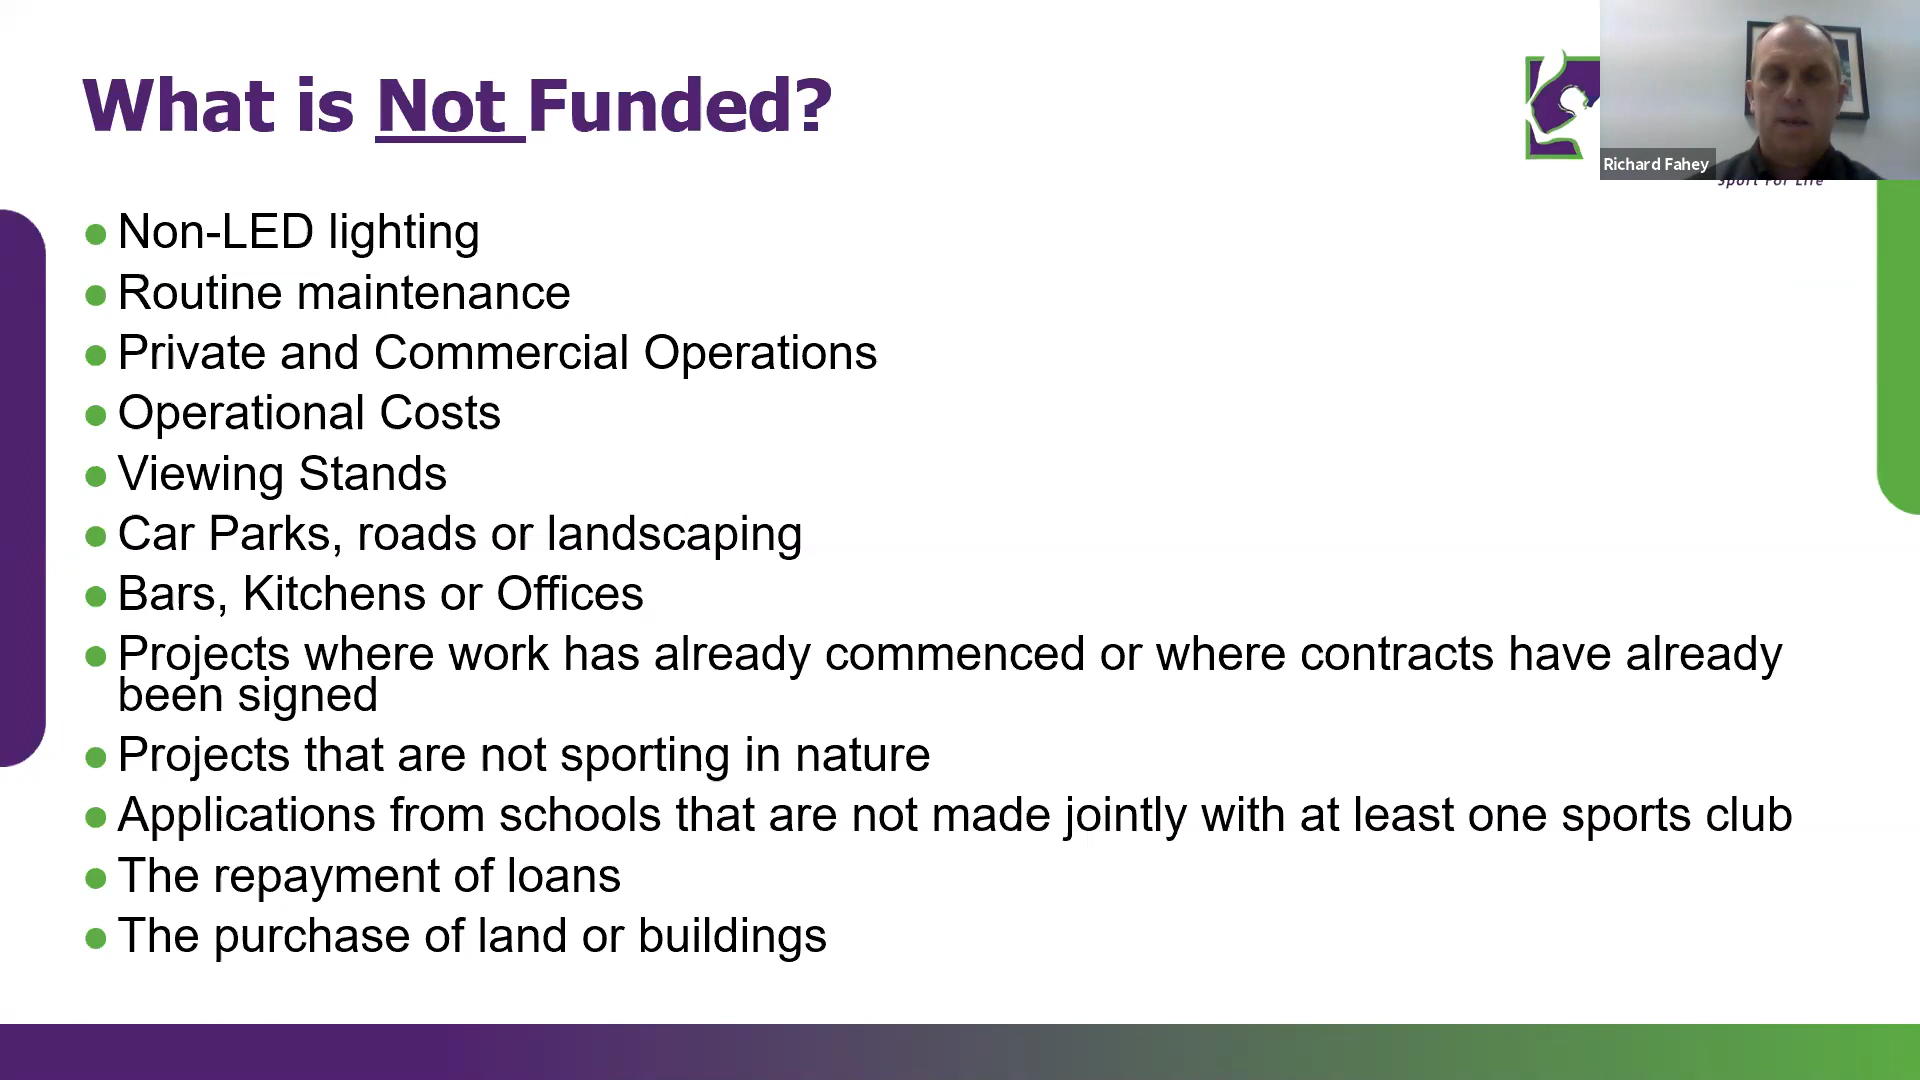 What is Not Funded?
Richard Fahey
Sport For Life
Non-LED lighting
Routine maintenance
Private and Commercial Operations
Operational Costs
Viewing Stands
Car Parks, roads or landscaping
Bars, Kitchens or Offices
Projects where work has already commenced or where contracts have already
been signed
Projects that are not sporting in nature
Applications from schools that are not made jointly with at least one sports club
The repayment of loans
The purchase of land or buildings